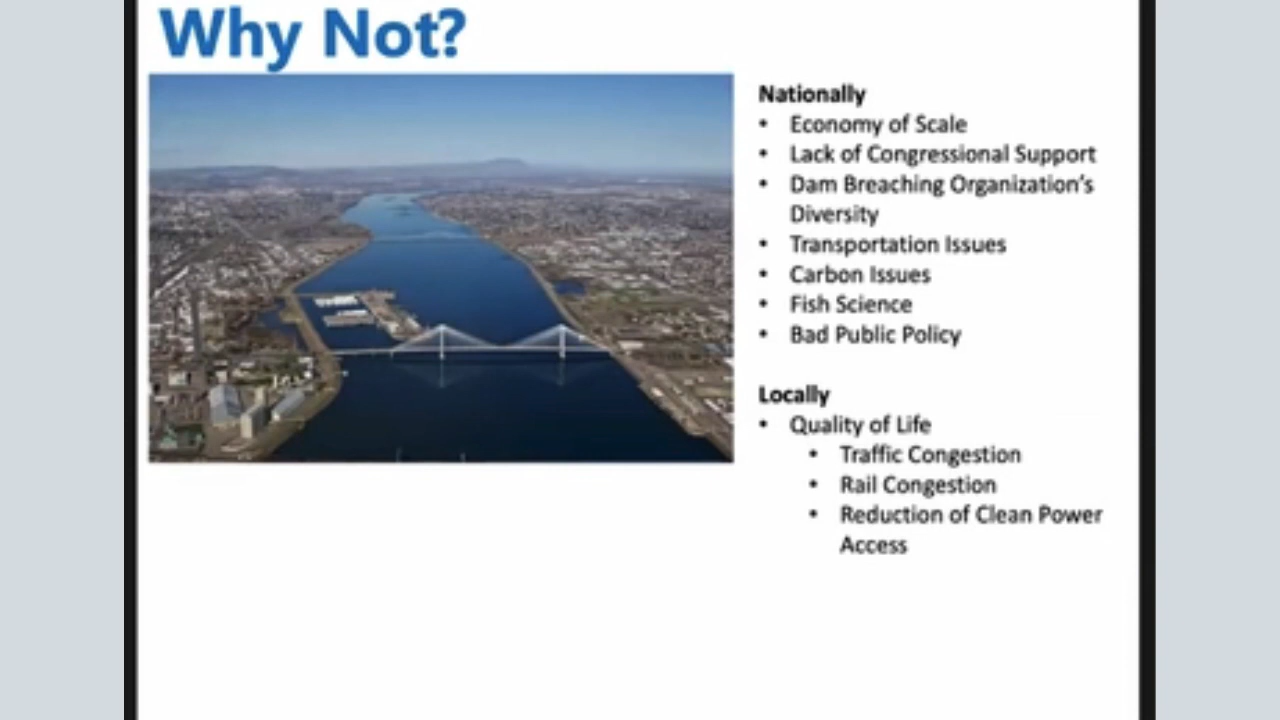 Why Not?
Nationally
• Economy of Scale
• Lack of Congressional Support
• Dam Breaching Organization's
Diversity
• Transportation Issues
• Carbon Issues
• Fish Science
• Bad Public Policy
Locally
• Quality of Life
• Traffic Congestion
• Rail Congestion
• Reduction of Clean Power
Access